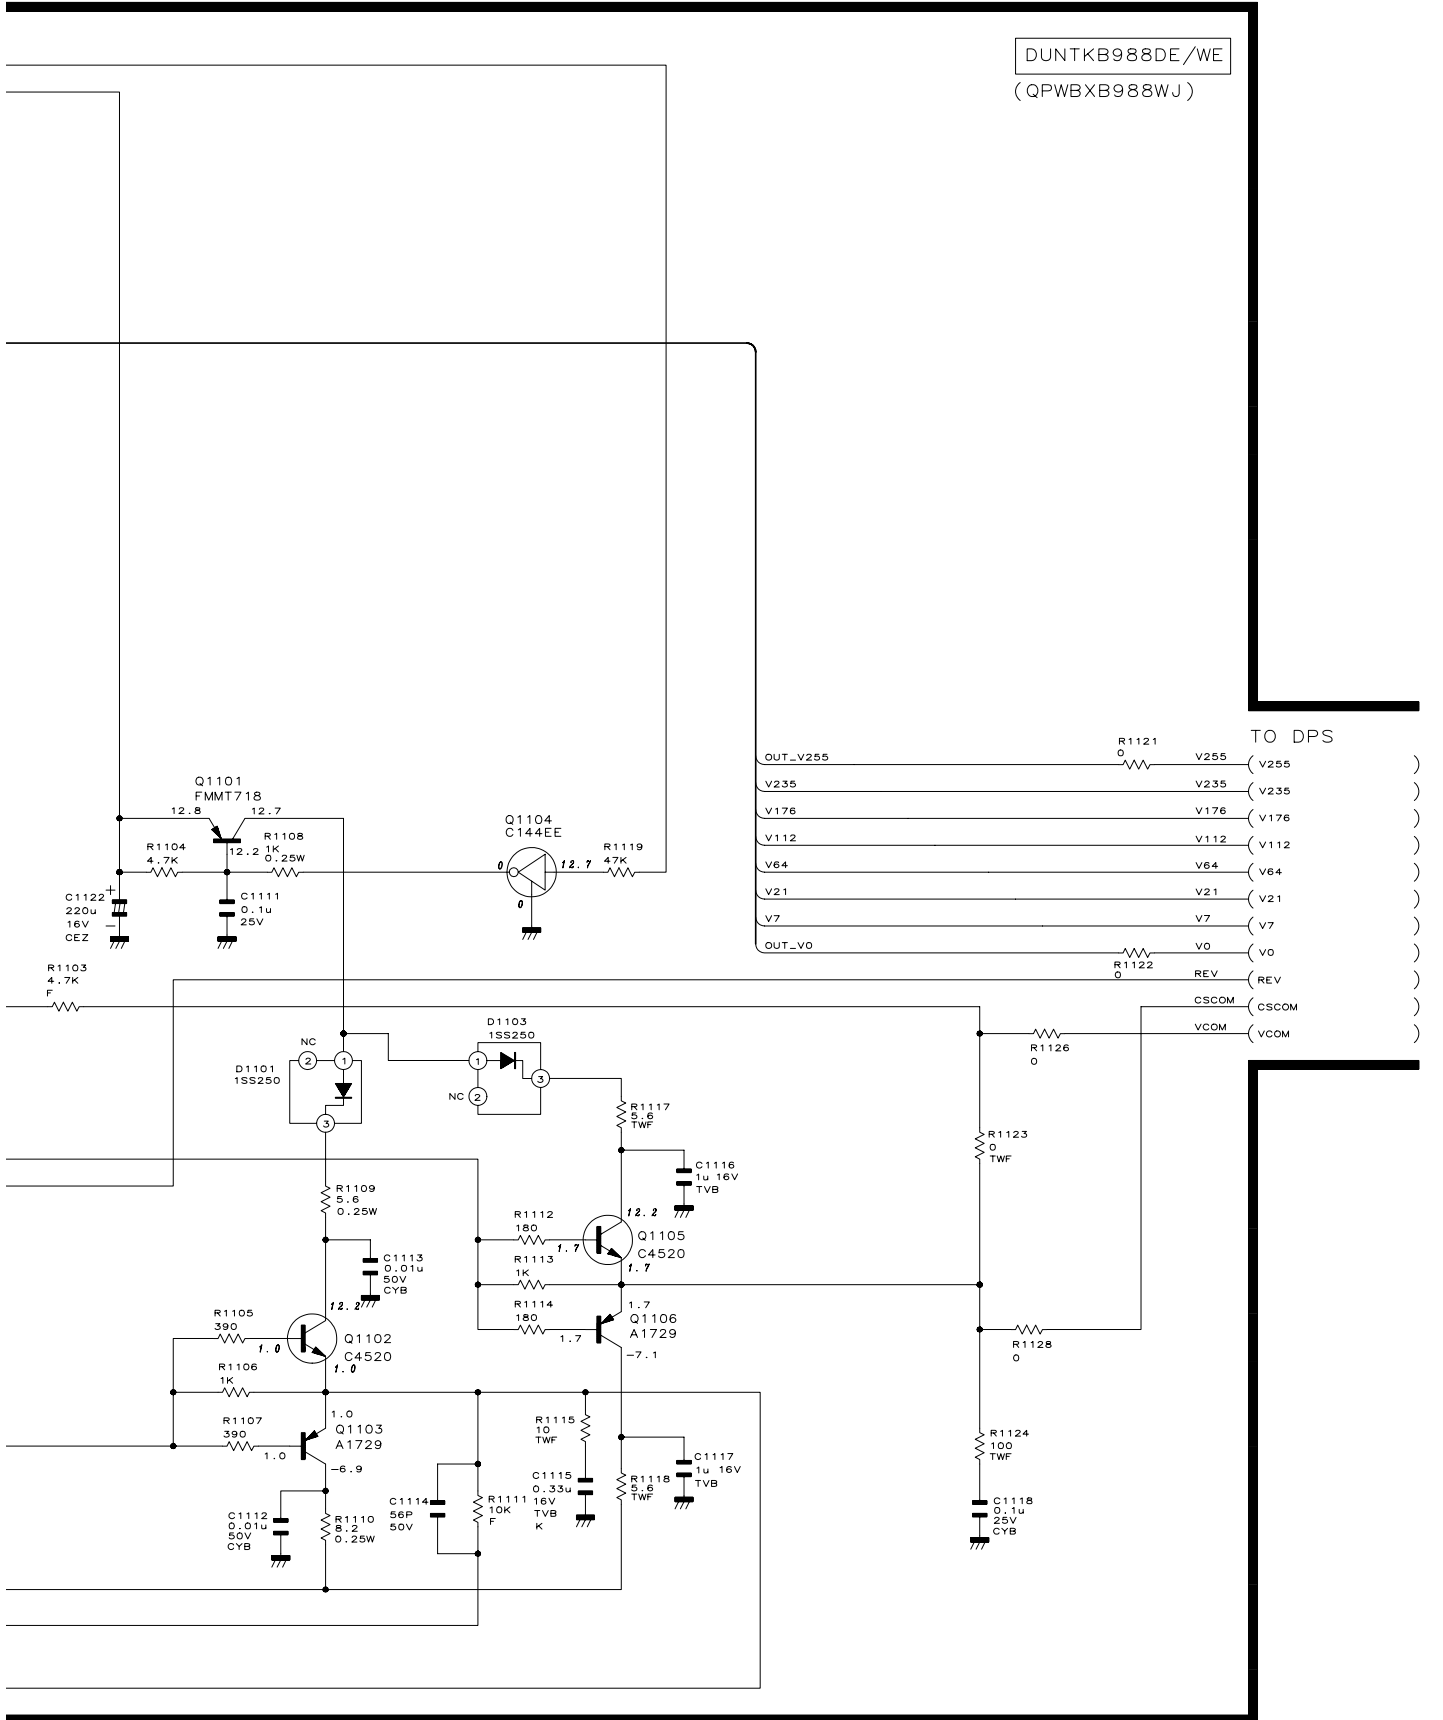 DUNTKB988DE/WE
(QPWBXB988WJ)
TO DPS
R1121
0
OUT_V255
V255
V255
V235
V235
V235
V176
V176
V176
V112
V112
V112
V64
V64
V64
V21
V21
V21
V7
V7
V7
OUT_V0
V0
V0
R1122
0
REV
REV
CSCOM
CSCOM
VCOM
VCOM
R1126
0
Q1101
FMMT718
12.8
12.7
R1104
4.7K
12.2
R1108
1K
0.25W
Q1104
C144EE
0
12.7
0
R1119
47K
C1122
220u
16V
CEZ
+
−
C1111
0.1u
25V
R1103
4.7K
F
NC
2
1
3
D1101
1SS250
D1103
1SS250
1
3
NC
2
R1117
5.6
TWF
C1116
1u 16V
TVB
R1109
5.6
0.25W
R1112
180
1.7
12.2
Q1105
C4520
1.7
R1113
1K
R1114
180
1.7
1.7
Q1106
A1729
−7.1
C1113
0.01u
50V
CYB
R1105
390
1.0
12.2
Q1102
C4520
1.0
R1106
1K
R1107
390
1.0
1.0
Q1103
A1729
−6.9
C1112
0.01u
50V
CYB
R1110
8.2
0.25W
C1114
56P
50V
R1111
10K
F
R1115
10
TWF
C1115
0.33u
16V
TVB
K
R1118
5.6
TWF
C1117
1u 16V
TVB
R1123
0
TWF
R1128
0
R1124
100
TWF
C1118
0.1u
25V
CYB